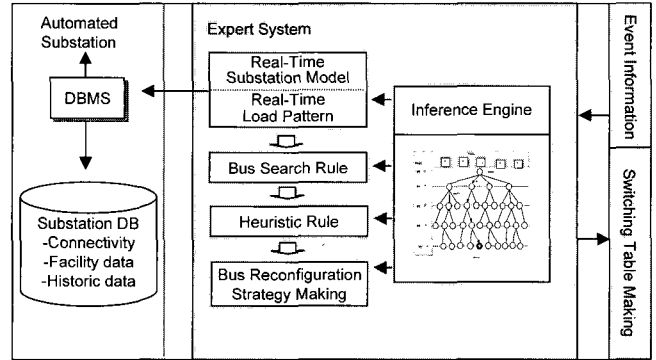 Automated
Substation
DBMS
Substation DB
-Connectivity
-Facility data
-Historic data
Expert System
Real-Time
Substation Model
Real-Time
Load Pattern
Bus Search Rule
Heuristic Rule
Bus Reconfiguration
Strategy Making
Inference Engine
Event Information
Switching Table Making